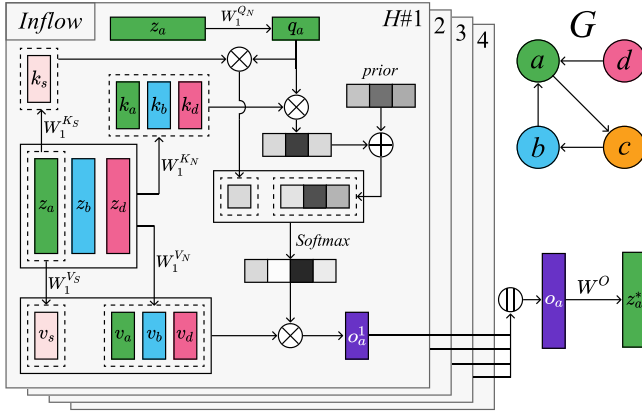 Inflow
z_a
W_1^{Q_N}
q_a
H#1
2
3
4
G
k_s
k_a
k_b
k_d
prior
a
d
b
c
W_1^{K_S}
W_1^{K_N}
z_a
z_b
z_d
Softmax
W_1^{V_S}
W_1^{V_N}
v_s
v_a
v_b
v_d
o_a^1
o_a
W^O
z_a^*